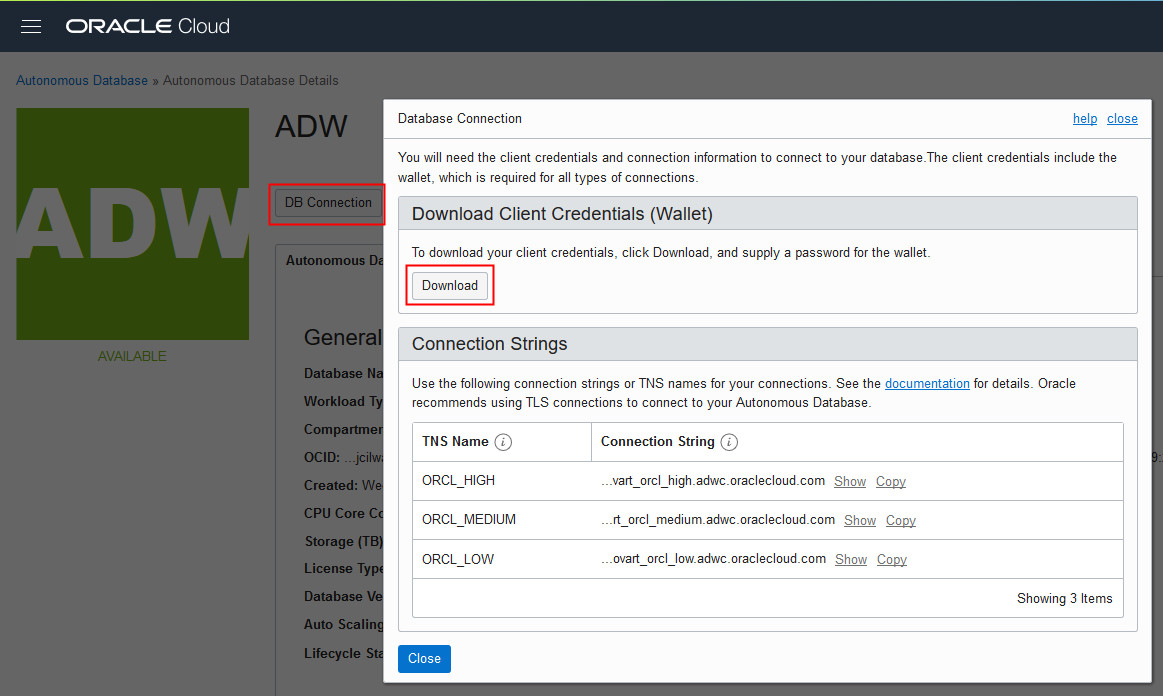 ORACLE Cloud
Autonomous Database » Autonomous Database Details
ADW
ADW
DB Connection
AVAILABLE
Autonomous Da
General
Database Na
Workload Ty
Compartmen
OCID: ...jcilwa
Created: We
CPU Core Co
Storage (TB)
License Type
Database Ve
Auto Scaling
Lifecycle Sta
Database Connection
help close
You will need the client credentials and connection information to connect to your database.The client credentials include the
wallet, which is required for all types of connections.
Download Client Credentials (Wallet)
To download your client credentials, click Download, and supply a password for the wallet.
Download
Connection Strings
Use the following connection strings or TNS names for your connections. See the documentation for details. Oracle
recommends using TLS connections to connect to your Autonomous Database.
TNS Name i Connection String i
ORCL_HIGH ...vart_orcl_high.adwc.oraclecloud.com Show Copy
ORCL_MEDIUM ...rt_orcl_medium.adwc.oraclecloud.com Show Copy
ORCL_LOW ...ovart_orcl_low.adwc.oraclecloud.com Show Copy
Showing 3 Items
Close